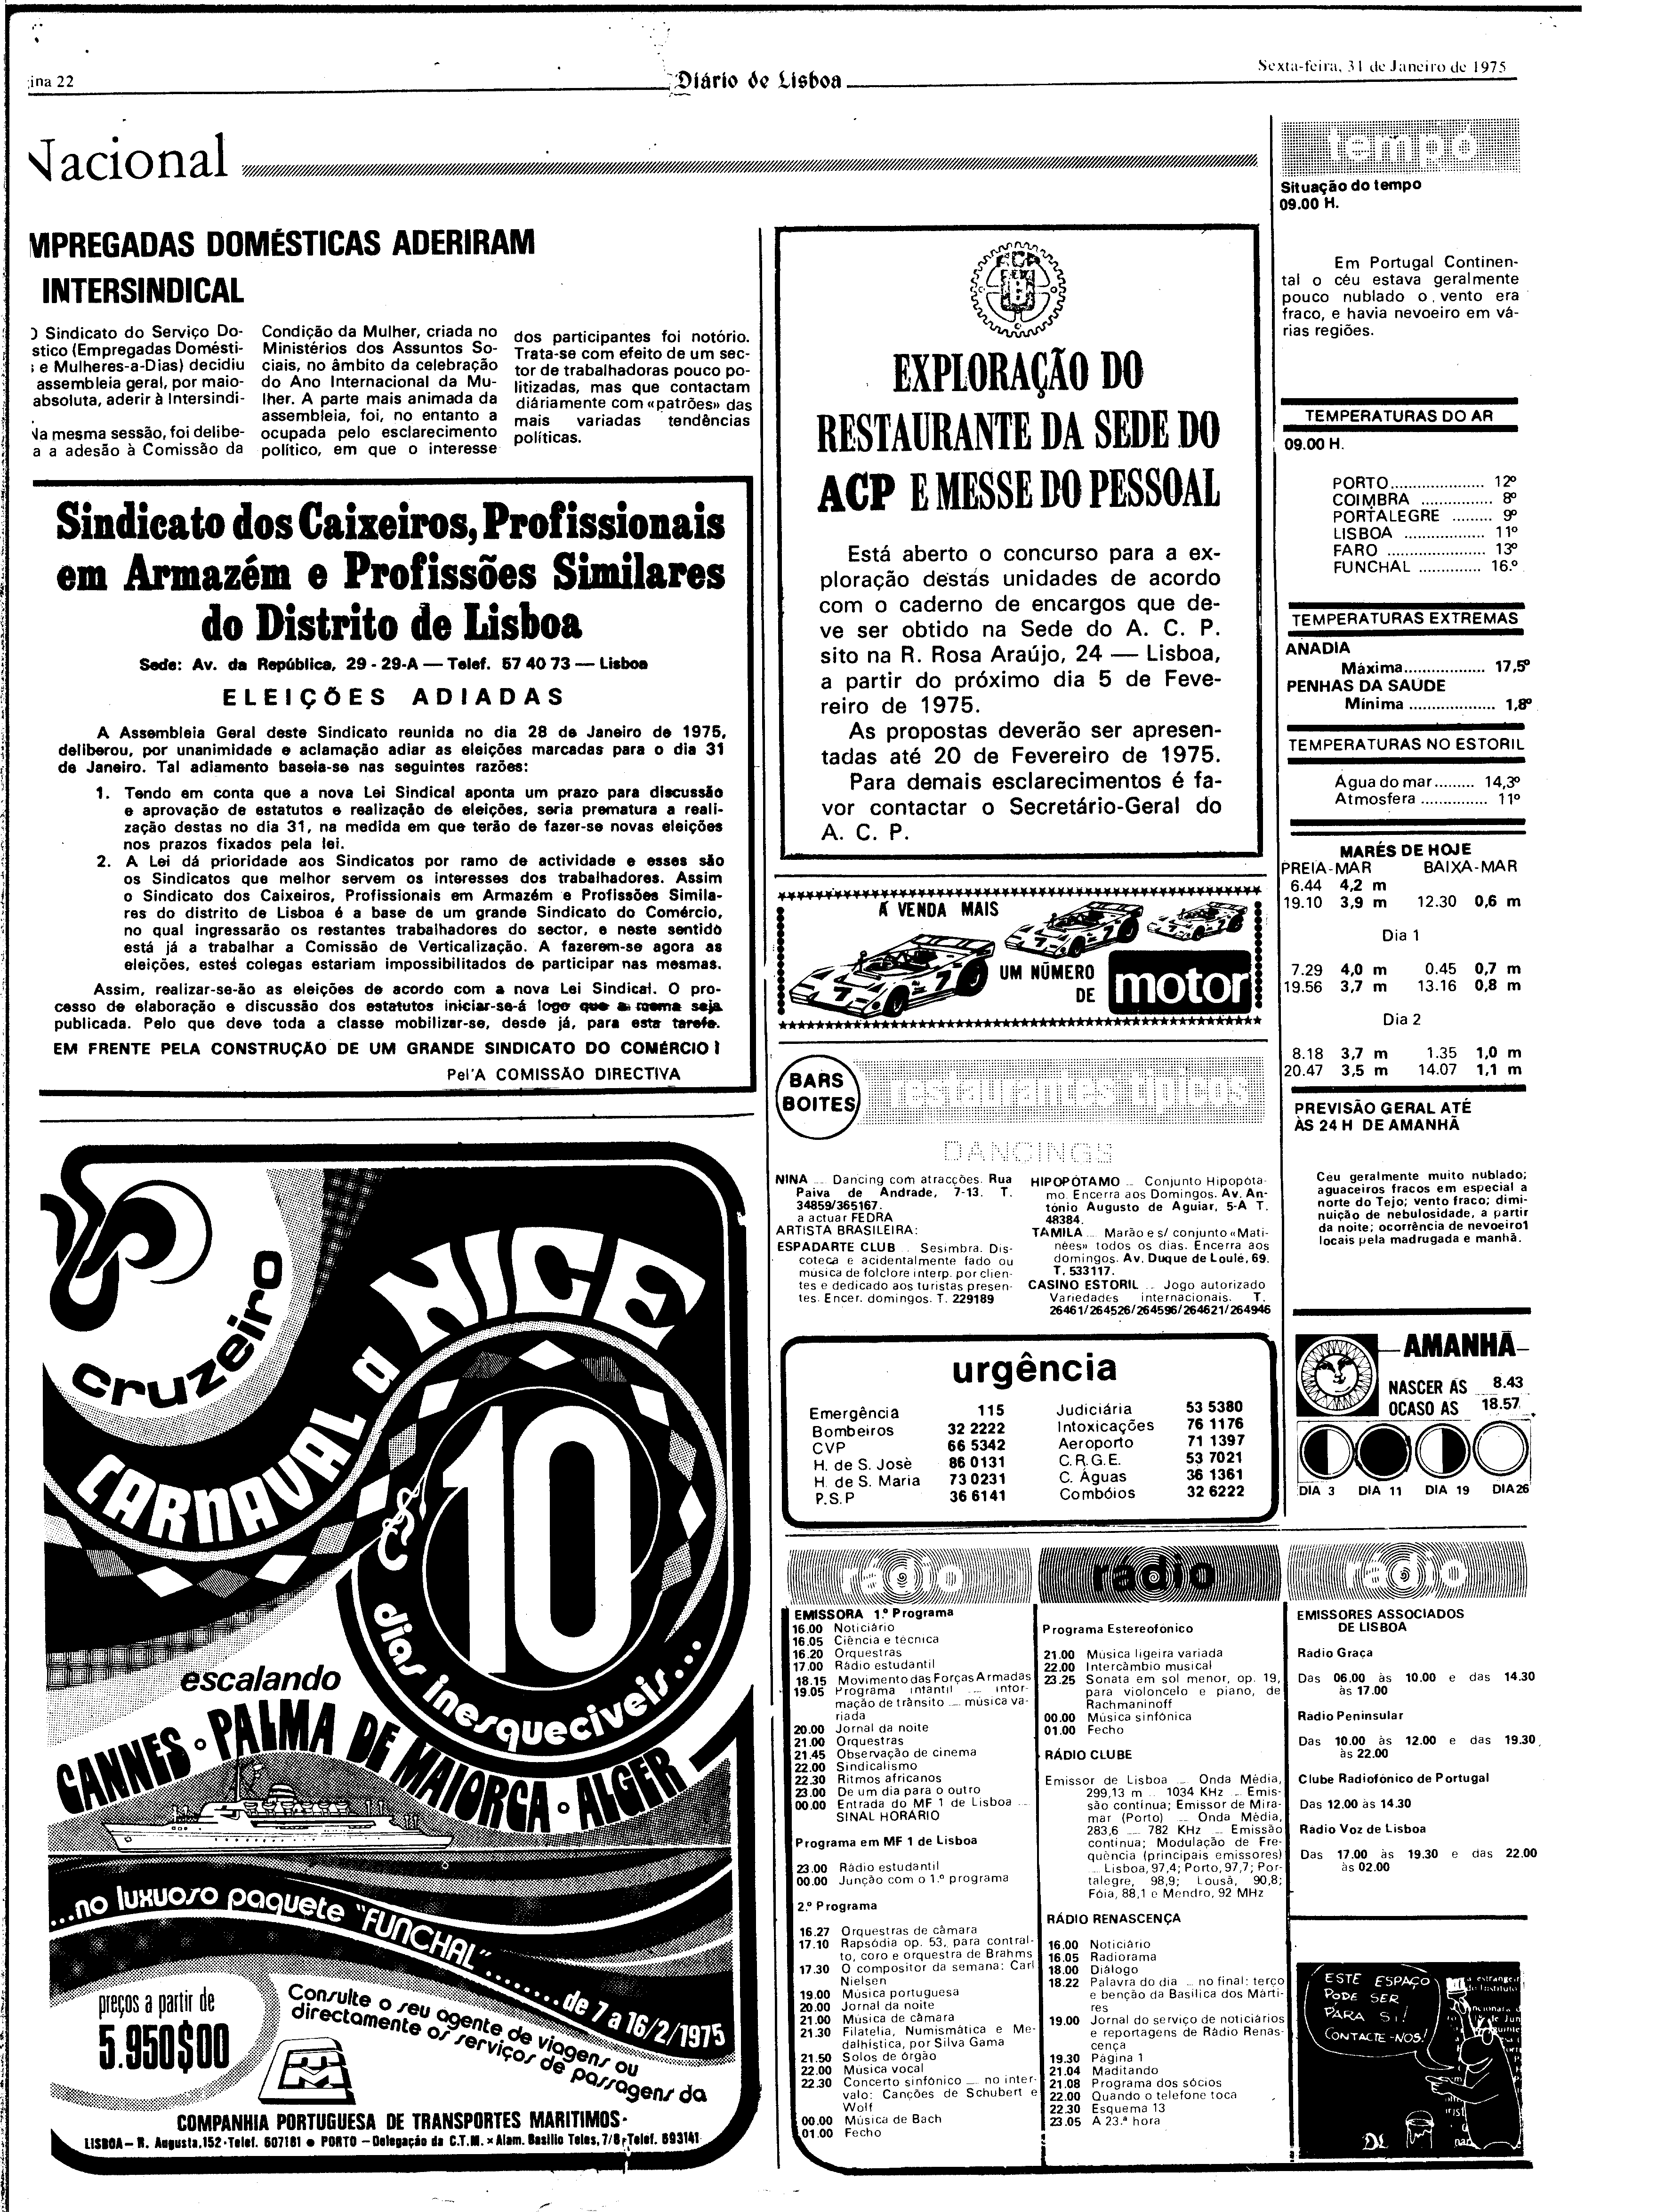 ina 22
Diário de Lisboa
Sexta-feira, 31 de Janeiro de 1975
Nacional
MPREGADAS DOMÉSTICAS ADERIRAM
INTERSINDICAL
O Sindicato do Serviço Do-
stico (Empregadas Domésti-
s e Mulheres-a-Dias) decidiu
assembleia geral, por maio-
absoluta, aderir à Intersindi-
Na mesma sessão, foi delibe-
a a adesão à Comissão da
Condição da Mulher, criada no
Ministérios dos Assuntos So-
ciais, no âmbito da celebração
do Ano Internacional da Mu-
lher. A parte mais animada da
assembleia, foi, no entanto a
ocupada pelo esclarecimento
político, em que o interesse
dos participantes foi notório.
Trata-se com efeito de um sec-
tor de trabalhadoras pouco po-
litizadas, mas que contactam
diáriamente com «patrões» das
mais variadas tendências
políticas.
Sindicato dos Caixeiros, Profissionais
em Armazém e Profissões Similares
do Distrito de Lisboa
Sede: Av. da República, 29-29-A — Telef. 57 40 73 — Lisboa
ELEIÇÕES ADIADAS
A Assembleia Geral deste Sindicato reunida no dia 28 de Janeiro de 1975,
deliberou, por unanimidade e aclamação adiar as eleições marcadas para o dia 31
de Janeiro. Tal adiamento baseia-se nas seguintes razões:
1. Tendo em conta que a nova Lei Sindical aponta um prazo para discussão
e aprovação de estatutos e realização de eleições, seria prematura a reali-
zação destas no dia 31, na medida em que terão de fazer-se novas eleições
nos prazos fixados pela lei.
2. A Lei dá prioridade aos Sindicatos por ramo de actividade e esses são
os Sindicatos que melhor servem os interesses dos trabalhadores. Assim
o Sindicato dos Caixeiros, Profissionais em Armazém e Profissões Simila-
res do distrito de Lisboa é a base de um grande Sindicato do Comércio,
no qual ingressarão os restantes trabalhadores do sector, e neste sentido
está já a trabalhar a Comissão de Verticalização. A fazerem-se agora as
eleições, estes colegas estariam impossibilitados de participar nas mesmas.
Assim, realizar-se-ão as eleições de acordo com a nova Lei Sindical. O pro-
cesso de elaboração e discussão dos estatutos iniciar-se-á logo que a mesma seja
publicada. Pelo que deve toda a classe mobilizar-se, desde já, para esta tarefa.
EM FRENTE PELA CONSTRUÇÃO DE UM GRANDE SINDICATO DO COMÉRCIO!
Pel'A COMISSÃO DIRECTIVA
cruzeiro
CARNAVAL a NICE
10
dias inesquecíveis...
escalando
CANNES · PALMA DE MAIORCA · ALGER
...no luxuoso paquete "FUNCHAL".......de 7 a 16/2/1975
preços a partir de
5.950$00
Consulte o seu agente de viagens ou
directamente os serviços de passagens da
COMPANHIA PORTUGUESA DE TRANSPORTES MARITIMOS
LISBOA – R. Augusta, 152 · Telef. 607181 ● PORTO – Delegação da C.T.M. × Alam. Basilio Teles, 7/8 · Telef. 693141
EXPLORAÇÃO DO
RESTAURANTE DA SEDE DO
ACP E MESSE DO PESSOAL
Está aberto o concurso para a ex-
ploração destas unidades de acordo
com o caderno de encargos que de-
ve ser obtido na Sede do A. C. P.
sito na R. Rosa Araújo, 24 — Lisboa,
a partir do próximo dia 5 de Feve-
reiro de 1975.
As propostas deverão ser apresen-
tadas até 20 de Fevereiro de 1975.
Para demais esclarecimentos é fa-
vor contactar o Secretário-Geral do
A. C. P.
À VENDA MAIS
UM NÚMERO
DE motor
BARS
BOITES
restaurantes tipicos
DANCINGS
NINA — Dancing com atracções. Rua
Paiva de Andrade, 7-13. T.
34859/365167.
a actuar FEDRA
ARTISTA BRASILEIRA:
ESPADARTE CLUB — Sesimbra. Dis-
coteca e acidentalmente fado ou
musica de folclore interp. por clien-
tes e dedicado aos turistas presen-
tes. Encer. domingos. T. 229189
HIPOPÓTAMO — Conjunto Hipopóta-
mo. Encerra aos Domingos. Av. An-
tónio Augusto de Aguiar, 5-A T.
48384.
TAMILA — Marão e s/ conjunto «Mati-
nées» todos os dias. Encerra aos
domingos. Av. Duque de Loulé, 69.
T. 533117.
CASINO ESTORIL — Jogo autorizado
Variedades internacionais. T.
26461/264526/264596/264621/264946
urgência
Emergência 115
Bombeiros 32 2222
CVP 66 5342
H. de S. José 86 0131
H. de S. Maria 73 0231
P.S.P 36 6141
Judiciária 53 5380
Intoxicações 76 1176
Aeroporto 71 1397
C.R.G.E. 53 7021
C. Águas 36 1361
Combóios 32 6222
rádio
EMISSORA 1.º Programa
16.00 Noticiário
16.05 Ciência e técnica
16.20 Orquestras
17.00 Rádio estudantil
18.15 Movimento das Forças Armadas
19.05 Programa infantil — infor-
mação de trânsito — música va-
riada
20.00 Jornal da noite
21.00 Orquestras
21.45 Observação de cinema
22.00 Sindicalismo
22.30 Ritmos africanos
23.00 De um dia para o outro
00.00 Entrada do MF 1 de Lisboa —
SINAL HORÁRIO
Programa em MF 1 de Lisboa
23.00 Rádio estudantil
00.00 Junção com o 1.º programa
2.º Programa
16.27 Orquestras de câmara
17.10 Rapsódia op. 53, para contral-
to, coro e orquestra de Brahms
17.30 O compositor da semana: Carl
Nielsen
19.00 Música portuguesa
20.00 Jornal da noite
21.00 Música de câmara
21.30 Filatelia, Numismática e Me-
dalhística, por Silva Gama
21.50 Solos de órgão
22.00 Musica vocal
22.30 Concerto sinfónico — no inter-
valo: Canções de Schubert e
Wolf
00.00 Música de Bach
01.00 Fecho
rádio
Programa Estereofónico
21.00 Música ligeira variada
22.00 Intercâmbio musical
23.25 Sonata em sol menor, op. 19,
para violoncelo e piano, de
Rachmaninoff
00.00 Música sinfónica
01.00 Fecho
RÁDIO CLUBE
Emissor de Lisboa — Onda Média,
299,13 m — 1034 KHz — Emis-
são continua; Emissor de Mira-
mar (Porto) — Onda Média,
283,6 — 782 KHz — Emissão
continua; Modulação de Fre-
quência (principais emissores)
— Lisboa, 97,4; Porto, 97,7; Por-
talegre, 98,9; Lousã, 90,8;
Fóia, 88,1 e Mendro, 92 MHz
RÁDIO RENASCENÇA
16.00 Noticiário
16.05 Radiorama
18.00 Diálogo
18.22 Palavra do dia — no final: terço
e benção da Basilica dos Márti-
res
19.00 Jornal do serviço de noticiários
e reportagens de Rádio Renas-
cença
19.30 Página 1
21.04 Maditando
21.08 Programa dos sócios
22.00 Quando o telefone toca
22.30 Esquema 13
23.05 A 23.ª hora
rádio
EMISSORES ASSOCIADOS
DE LISBOA
Radio Graça
Das 06.00 às 10.00 e das 14.30
às 17.00
Rádio Peninsular
Das 10.00 às 12.00 e das 19.30
às 22.00
Clube Radiofónico de Portugal
Das 12.00 às 14.30
Rádio Voz de Lisboa
Das 17.00 às 19.30 e das 22.00
às 02.00
ESTE ESPAÇO
PODE SER
PARA SI!
CONTACTE-NOS!
tempo
Situação do tempo
09.00 H.
Em Portugal Continen-
tal o céu estava geralmente
pouco nublado o vento era
fraco, e havia nevoeiro em vá-
rias regiões.
TEMPERATURAS DO AR
09.00 H.
PORTO 12º
COIMBRA 8º
PORTALEGRE 9º
LISBOA 11º
FARO 13º
FUNCHAL 16.º
TEMPERATURAS EXTREMAS
ANADIA
Máxima 17,5º
PENHAS DA SAÚDE
Mínima 1,8º
TEMPERATURAS NO ESTORIL
Água do mar 14,3º
Atmosfera 11º
MARÉS DE HOJE
PREIA-MAR BAIXA-MAR
6.44 4,2 m
19.10 3,9 m 12.30 0,6 m
Dia 1
7.29 4,0 m 0.45 0,7 m
19.56 3,7 m 13.16 0,8 m
Dia 2
8.18 3,7 m 1.35 1,0 m
20.47 3,5 m 14.07 1,1 m
PREVISÃO GERAL ATÉ
ÀS 24 H DE AMANHÃ
Ceu geralmente muito nublado;
aguaceiros fracos em especial a
norte do Tejo; vento fraco; dimi-
nuição de nebulosidade, a partir
da noite; ocorrência de nevoeiro1
locais pela madrugada e manhã.
AMANHÃ
NASCER ÀS 8.43
OCASO AS 18.57
DIA 3 DIA 11 DIA 19 DIA 26